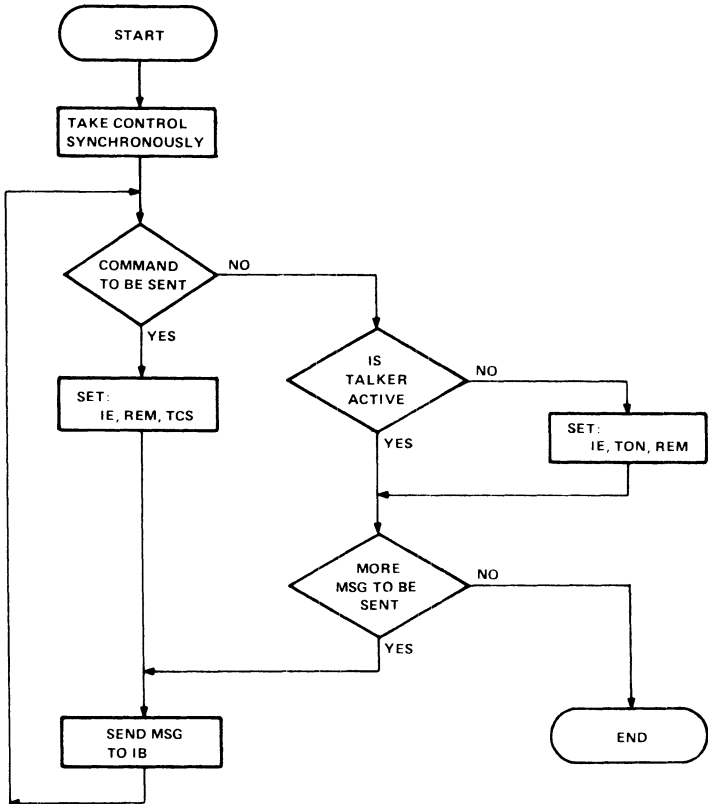 START
TAKE CONTROL
SYNCHRONOUSLY
COMMAND
TO BE SENT
NO
YES
SET:
IE, REM, TCS
IS
TALKER
ACTIVE
NO
YES
SET:
IE, TON, REM
MORE
MSG TO BE
SENT
NO
YES
SEND MSG
TO IB
END